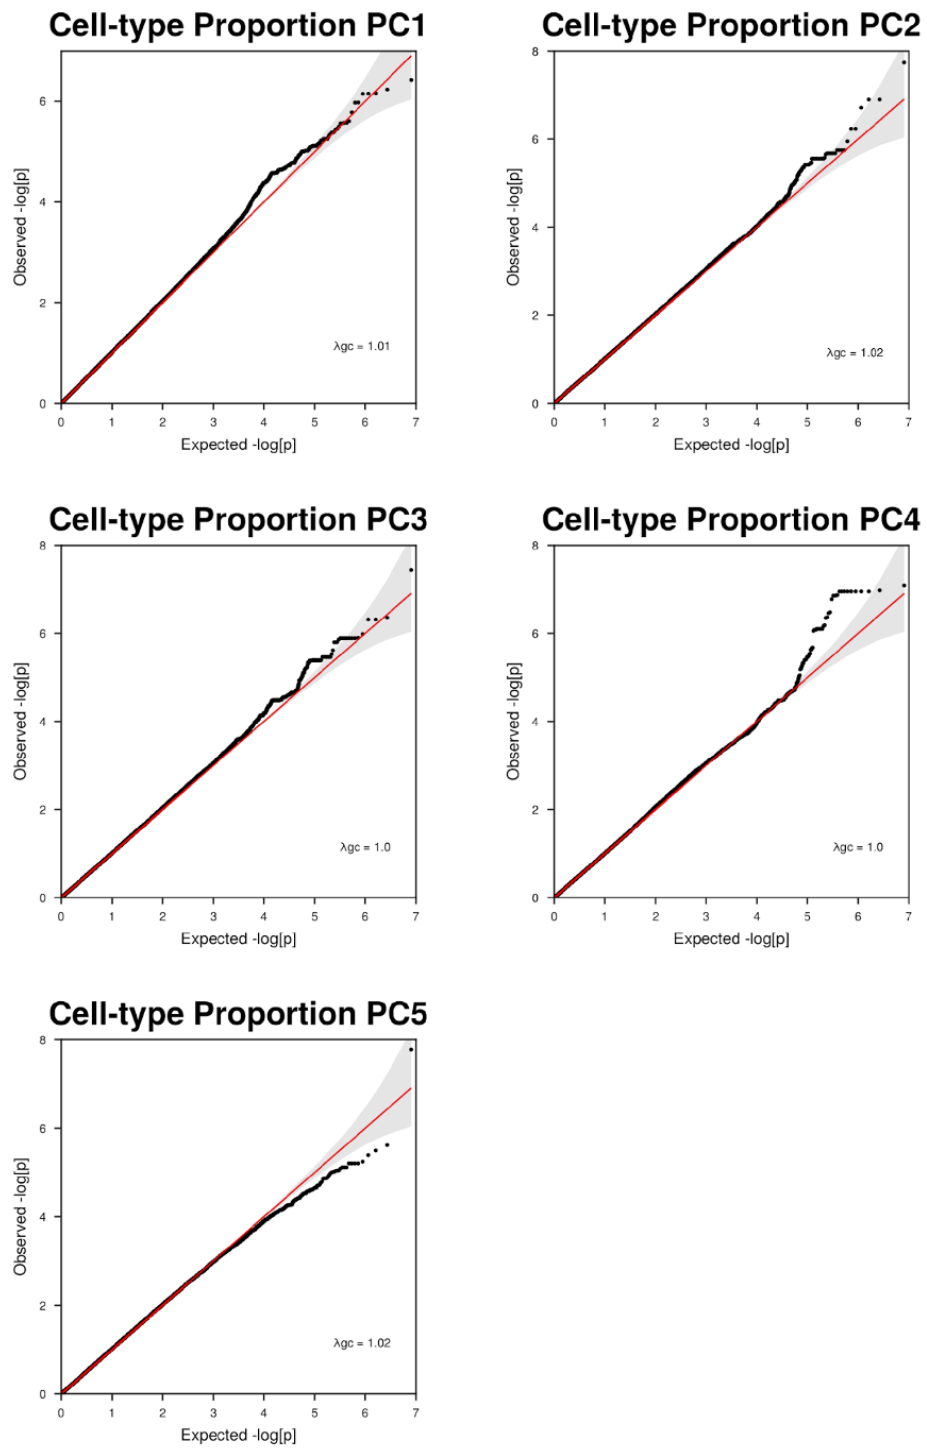 Cell-type Proportion PC1
Observed -log[p]
6
4
2
0
λgc = 1.01
0 1 2 3 4 5 6 7
Expected -log[p]
Cell-type Proportion PC2
Observed -log[p]
8
6
4
2
0
λgc = 1.02
0 1 2 3 4 5 6 7
Expected -log[p]
Cell-type Proportion PC3
Observed -log[p]
8
6
4
2
0
λgc = 1.0
0 1 2 3 4 5 6 7
Expected -log[p]
Cell-type Proportion PC4
Observed -log[p]
8
6
4
2
0
λgc = 1.0
0 1 2 3 4 5 6 7
Expected -log[p]
Cell-type Proportion PC5
Observed -log[p]
8
6
4
2
0
λgc = 1.02
0 1 2 3 4 5 6 7
Expected -log[p]